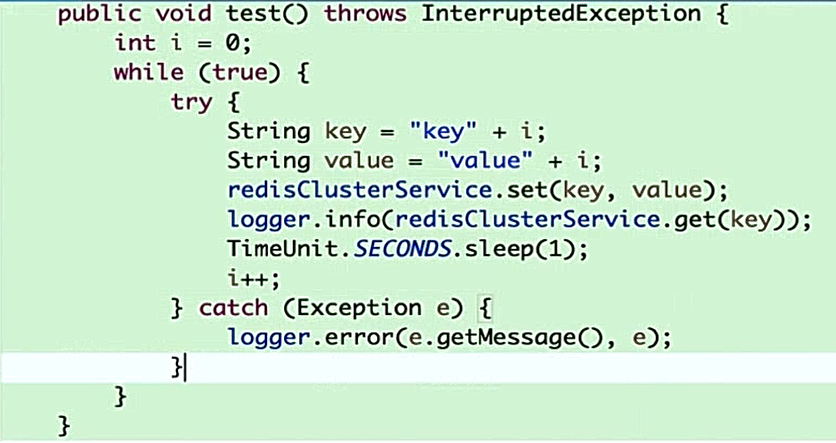 public void test() throws InterruptedException {
int i = 0;
while (true) {
try {
String key = "key" + i;
String value = "value" + i;
redisClusterService.set(key, value);
logger.info(redisClusterService.get(key));
TimeUnit.SECONDS.sleep(1);
i++;
} catch (Exception e) {
logger.error(e.getMessage(), e);
}
}
}